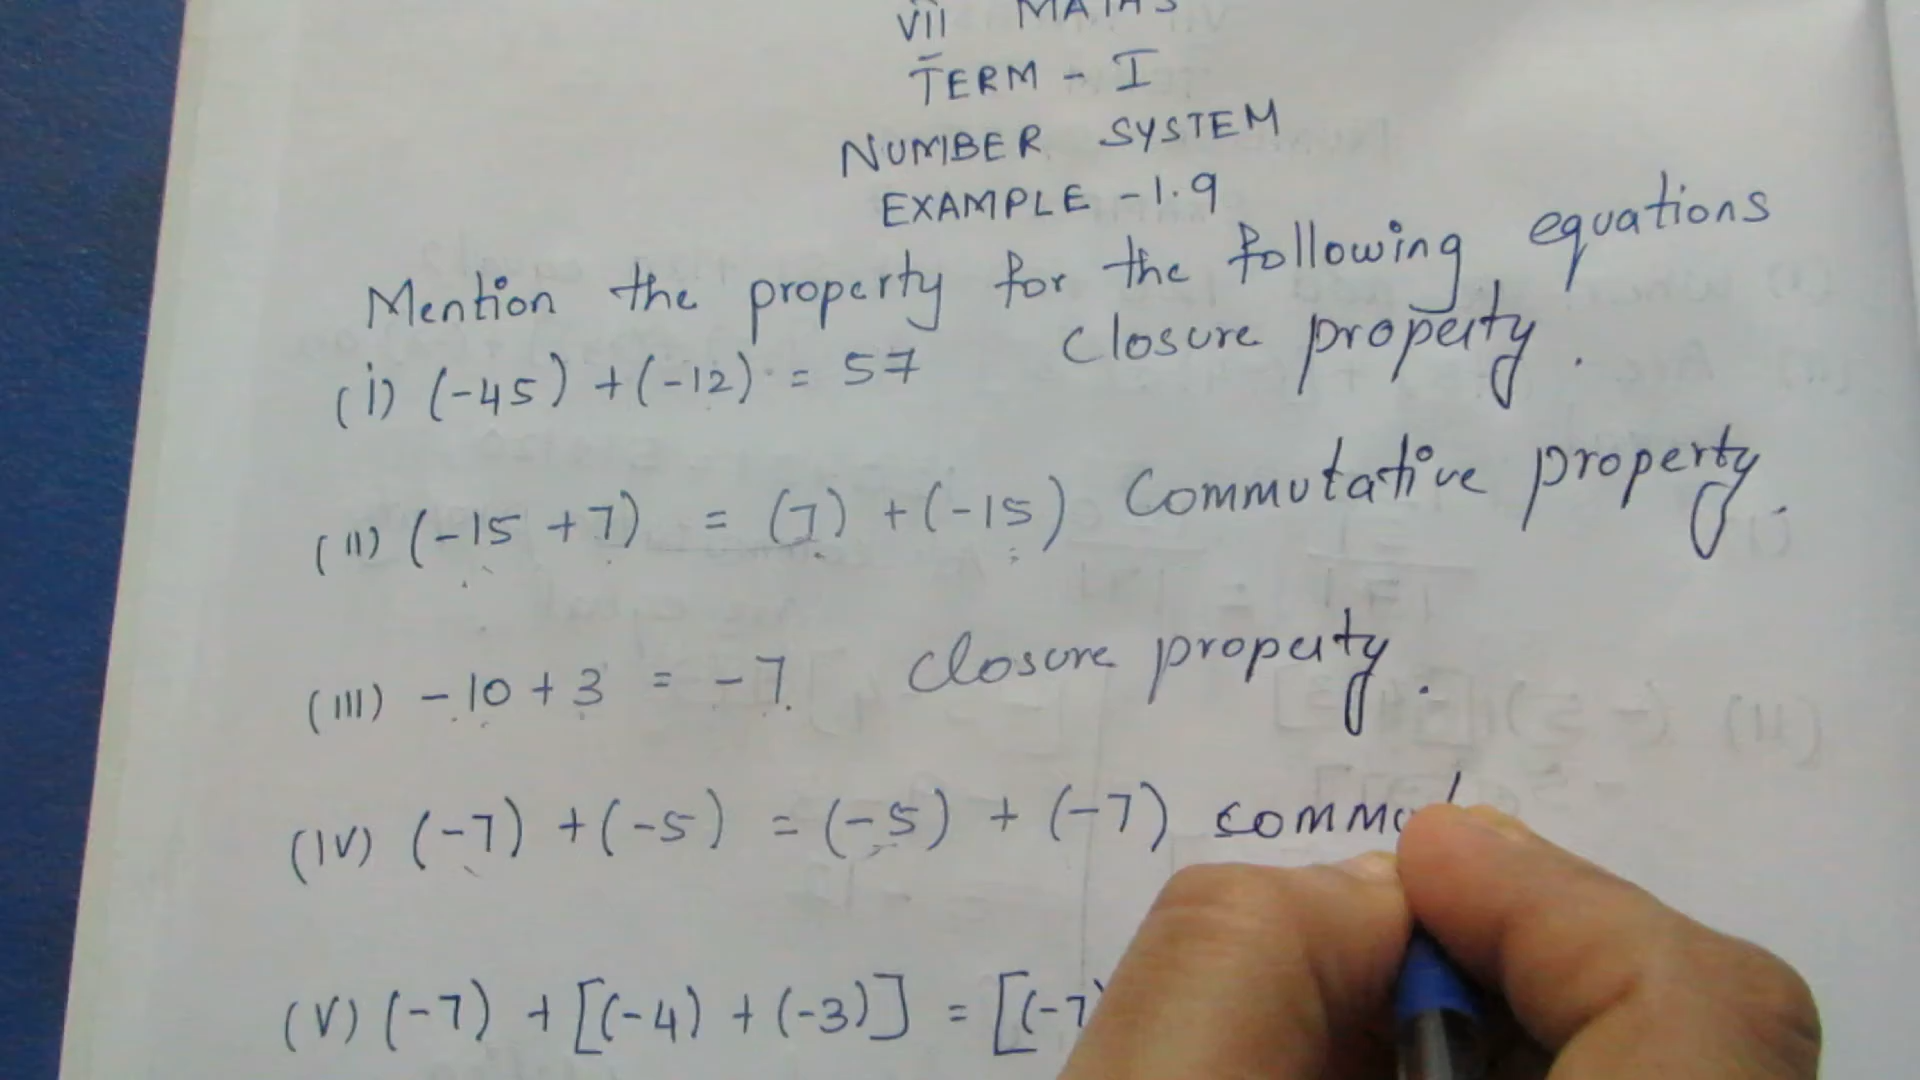 VII MATHS
TERM - I
NUMBER SYSTEM
EXAMPLE - 1.9
Mention the property for the following equations
(i) (-45) + (-12) = 57 Closure property.
(II) (-15 + 7) = (7) + (-15) Commutative property.
(III) - 10 + 3 = - 7 Closure property.
(IV) (-7) + (-5) = (-5) + (-7) comm
(V) (-7) + [(-4) + (-3)] = [(-7)